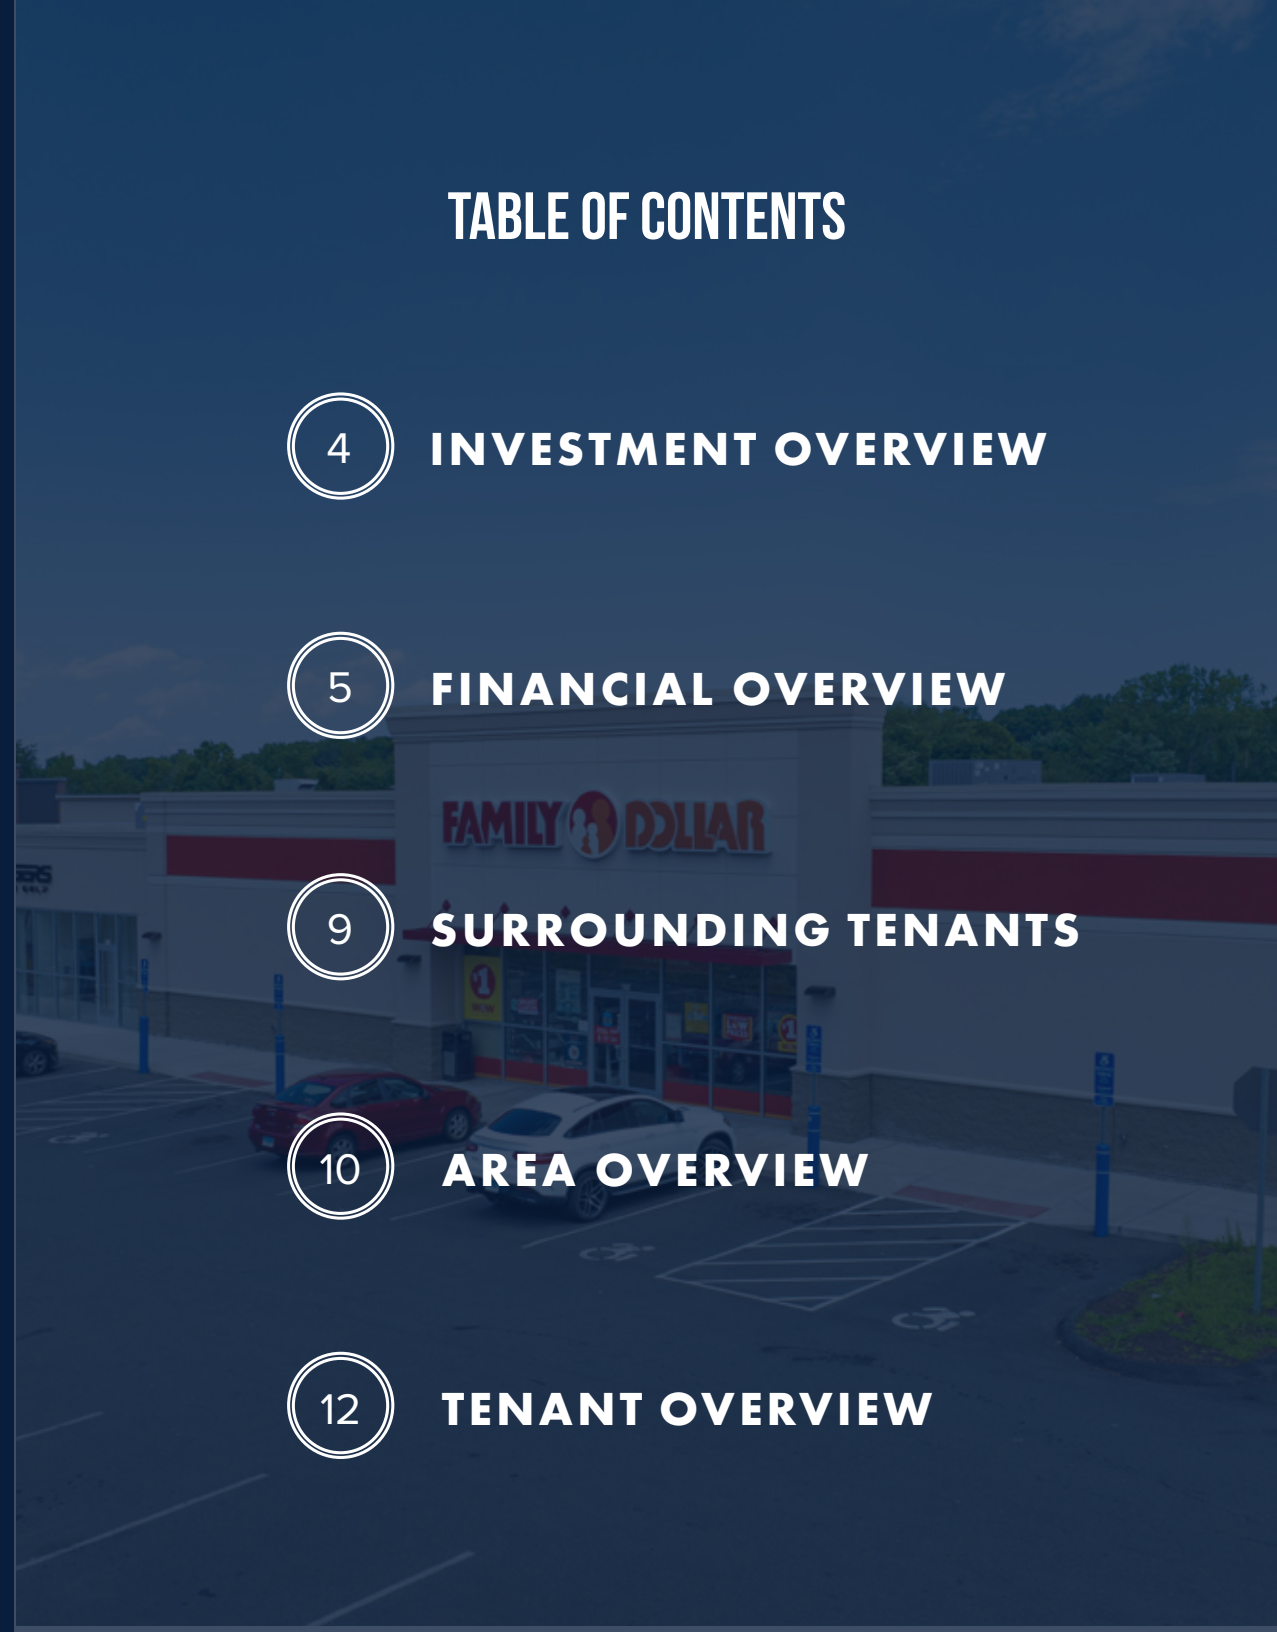 TABLE OF CONTENTS
4 INVESTMENT OVERVIEW
5 FINANCIAL OVERVIEW
FAMILY DOLLAR
9 SURROUNDING TENANTS
$1
10 AREA OVERVIEW
12 TENANT OVERVIEW